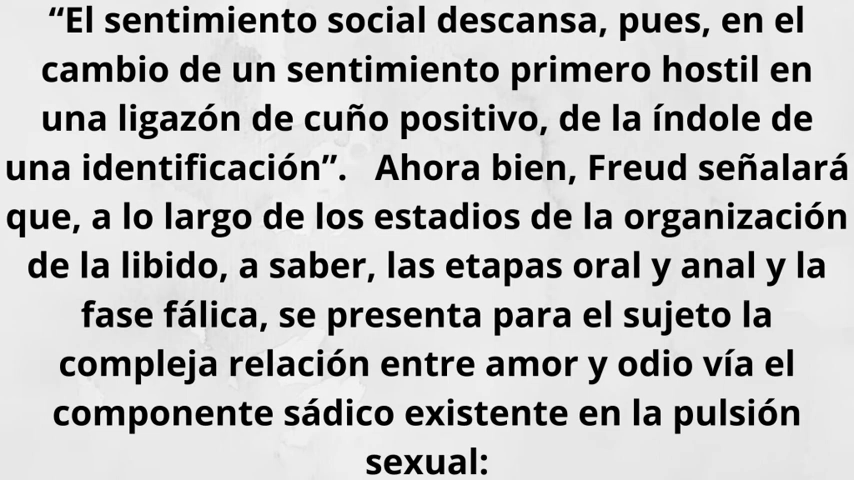 “El sentimiento social descansa, pues, en el
cambio de un sentimiento primero hostil en
una ligazón de cuño positivo, de la índole de
una identificación”.   Ahora bien, Freud señalará
que, a lo largo de los estadios de la organización
de la libido, a saber, las etapas oral y anal y la
fase fálica, se presenta para el sujeto la
compleja relación entre amor y odio vía el
componente sádico existente en la pulsión
sexual: